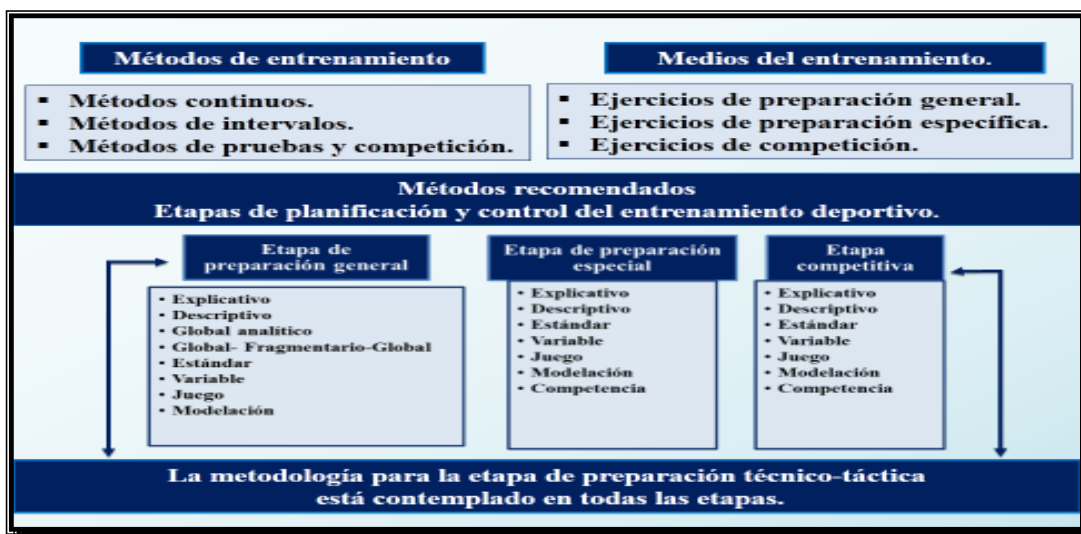 Métodos de entrenamiento
▪ Métodos continuos.
▪ Métodos de intervalos.
▪ Métodos de pruebas y competición.
Medios del entrenamiento.
▪ Ejercicios de preparación general.
▪ Ejercicios de preparación específica.
▪ Ejercicios de competición.
Métodos recomendados
Etapas de planificación y control del entrenamiento deportivo.
Etapa de
preparación general
• Explicativo
• Descriptivo
• Global analítico
• Global- Fragmentario-Global
• Estándar
• Variable
• Juego
• Modelación
Etapa de preparación
especial
• Explicativo
• Descriptivo
• Estándar
• Variable
• Juego
• Modelación
• Competencia
Etapa
competitiva
• Explicativo
• Descriptivo
• Estándar
• Variable
• Juego
• Modelación
• Competencia
La metodología para la etapa de preparación técnico-táctica
está contemplado en todas las etapas.